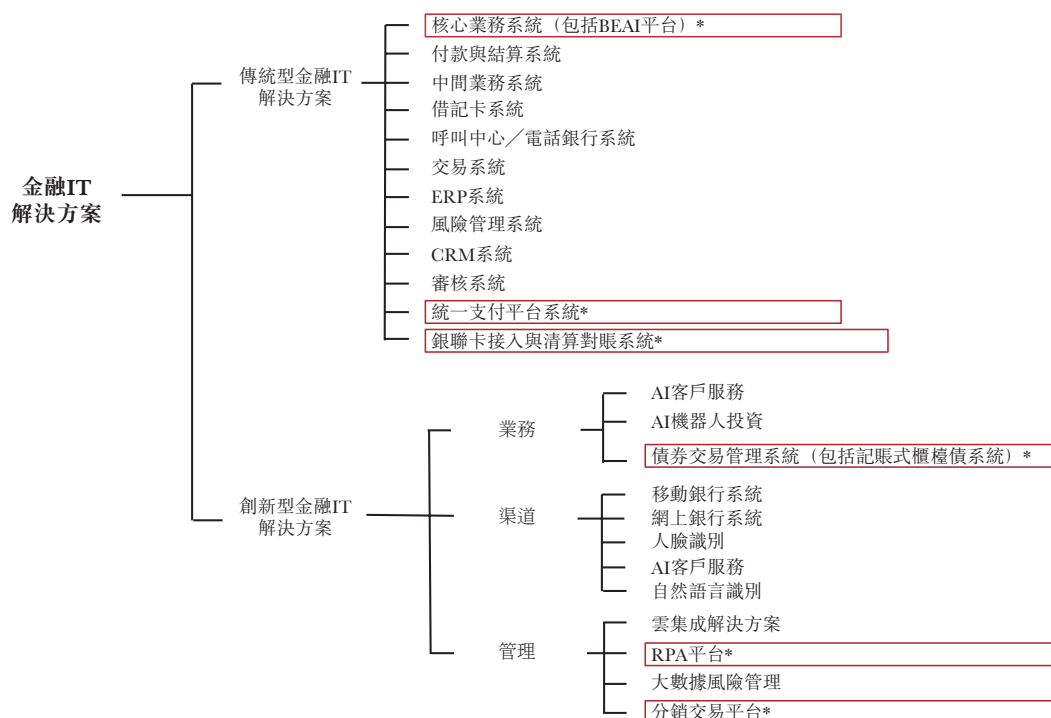 金融IT
解決方案
傳統型金融IT
解決方案
核心業務系統（包括BEAI平台）*
付款與結算系統
中間業務系統
借記卡系統
呼叫中心／電話銀行系統
交易系統
ERP系統
風險管理系統
CRM系統
審核系統
統一支付平台系統*
銀聯卡接入與清算對賬系統*
創新型金融IT
解決方案
業務
AI客戶服務
AI機器人投資
債券交易管理系統（包括記賬式櫃檯債系統）*
渠道
移動銀行系統
網上銀行系統
人臉識別
AI客戶服務
自然語言識別
管理
雲集成解決方案
RPA平台*
大數據風險管理
分銷交易平台*